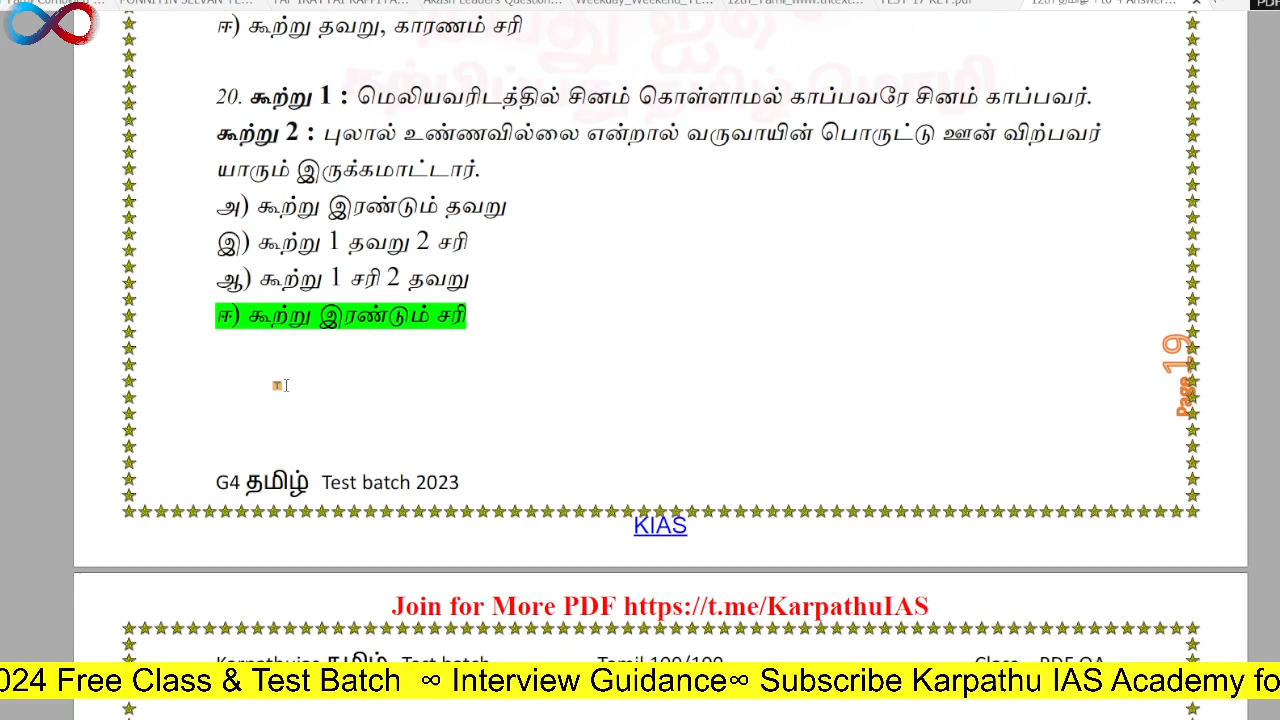 ஈ) கூற்று தவறு, காரணம் சரி
20. கூற்று 1 : மெலியவரிடத்தில் சினம் கொள்ளாமல் காப்பவரே சினம் காப்பவர்.
கூற்று 2 : புலால் உண்ணவில்லை என்றால் வருவாயின் பொருட்டு ஊன் விற்பவர்
யாரும் இருக்கமாட்டார்.
அ) கூற்று இரண்டும் தவறு
இ) கூற்று 1 தவறு 2 சரி
ஆ) கூற்று 1 சரி 2 தவறு
ஈ) கூற்று இரண்டும் சரி
Page 19
G4 தமிழ் Test batch 2023
KIAS
Join for More PDF https://t.me/KarpathuIAS
024 Free Class & Test Batch ∞ Interview Guidance∞ Subscribe Karpathu IAS Academy fo